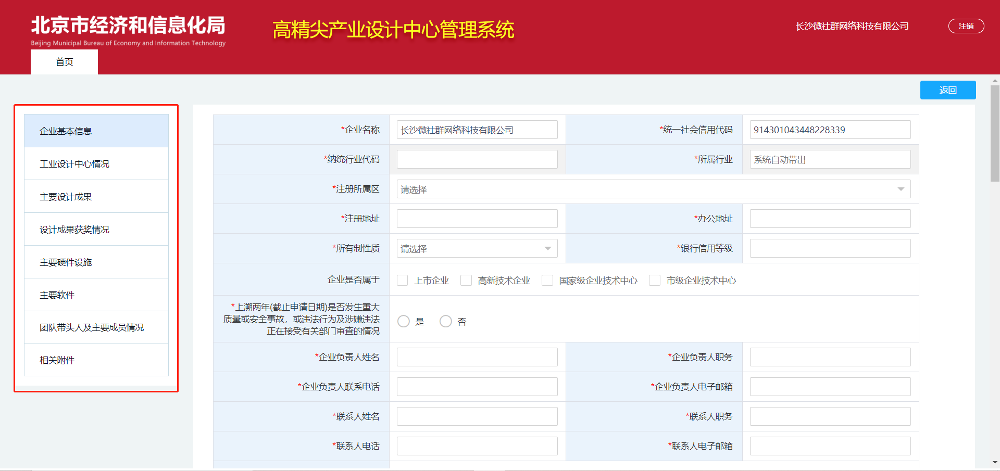 北京市经济和信息化局
Beijing Municipal Bureau of Economy and Information Technology
高精尖产业设计中心管理系统
长沙微社群网络科技有限公司
注销
首页
返回
企业基本信息
工业设计中心情况
主要设计成果
设计成果获奖情况
主要硬件设施
主要软件
团队带头人及主要成员情况
相关附件
*企业名称 长沙微社群网络科技有限公司 *统一社会信用代码 914301043448228339
*纳统行业代码 *所属行业 系统自动带出
*注册所属区 请选择
*注册地址 *办公地址
*所有制性质 请选择 *银行信用等级
企业是否属于 上市企业 高新技术企业 国家级企业技术中心 市级企业技术中心
*上溯两年(截止申请日期)是否发生重大
质量或安全事故，或违法行为及涉嫌违法
正在接受有关部门审查的情况
是 否
*企业负责人姓名 *企业负责人职务
*企业负责人联系电话 *企业负责人电子邮箱
*联系人姓名 *联系人职务
*联系人电话 *联系人电子邮箱